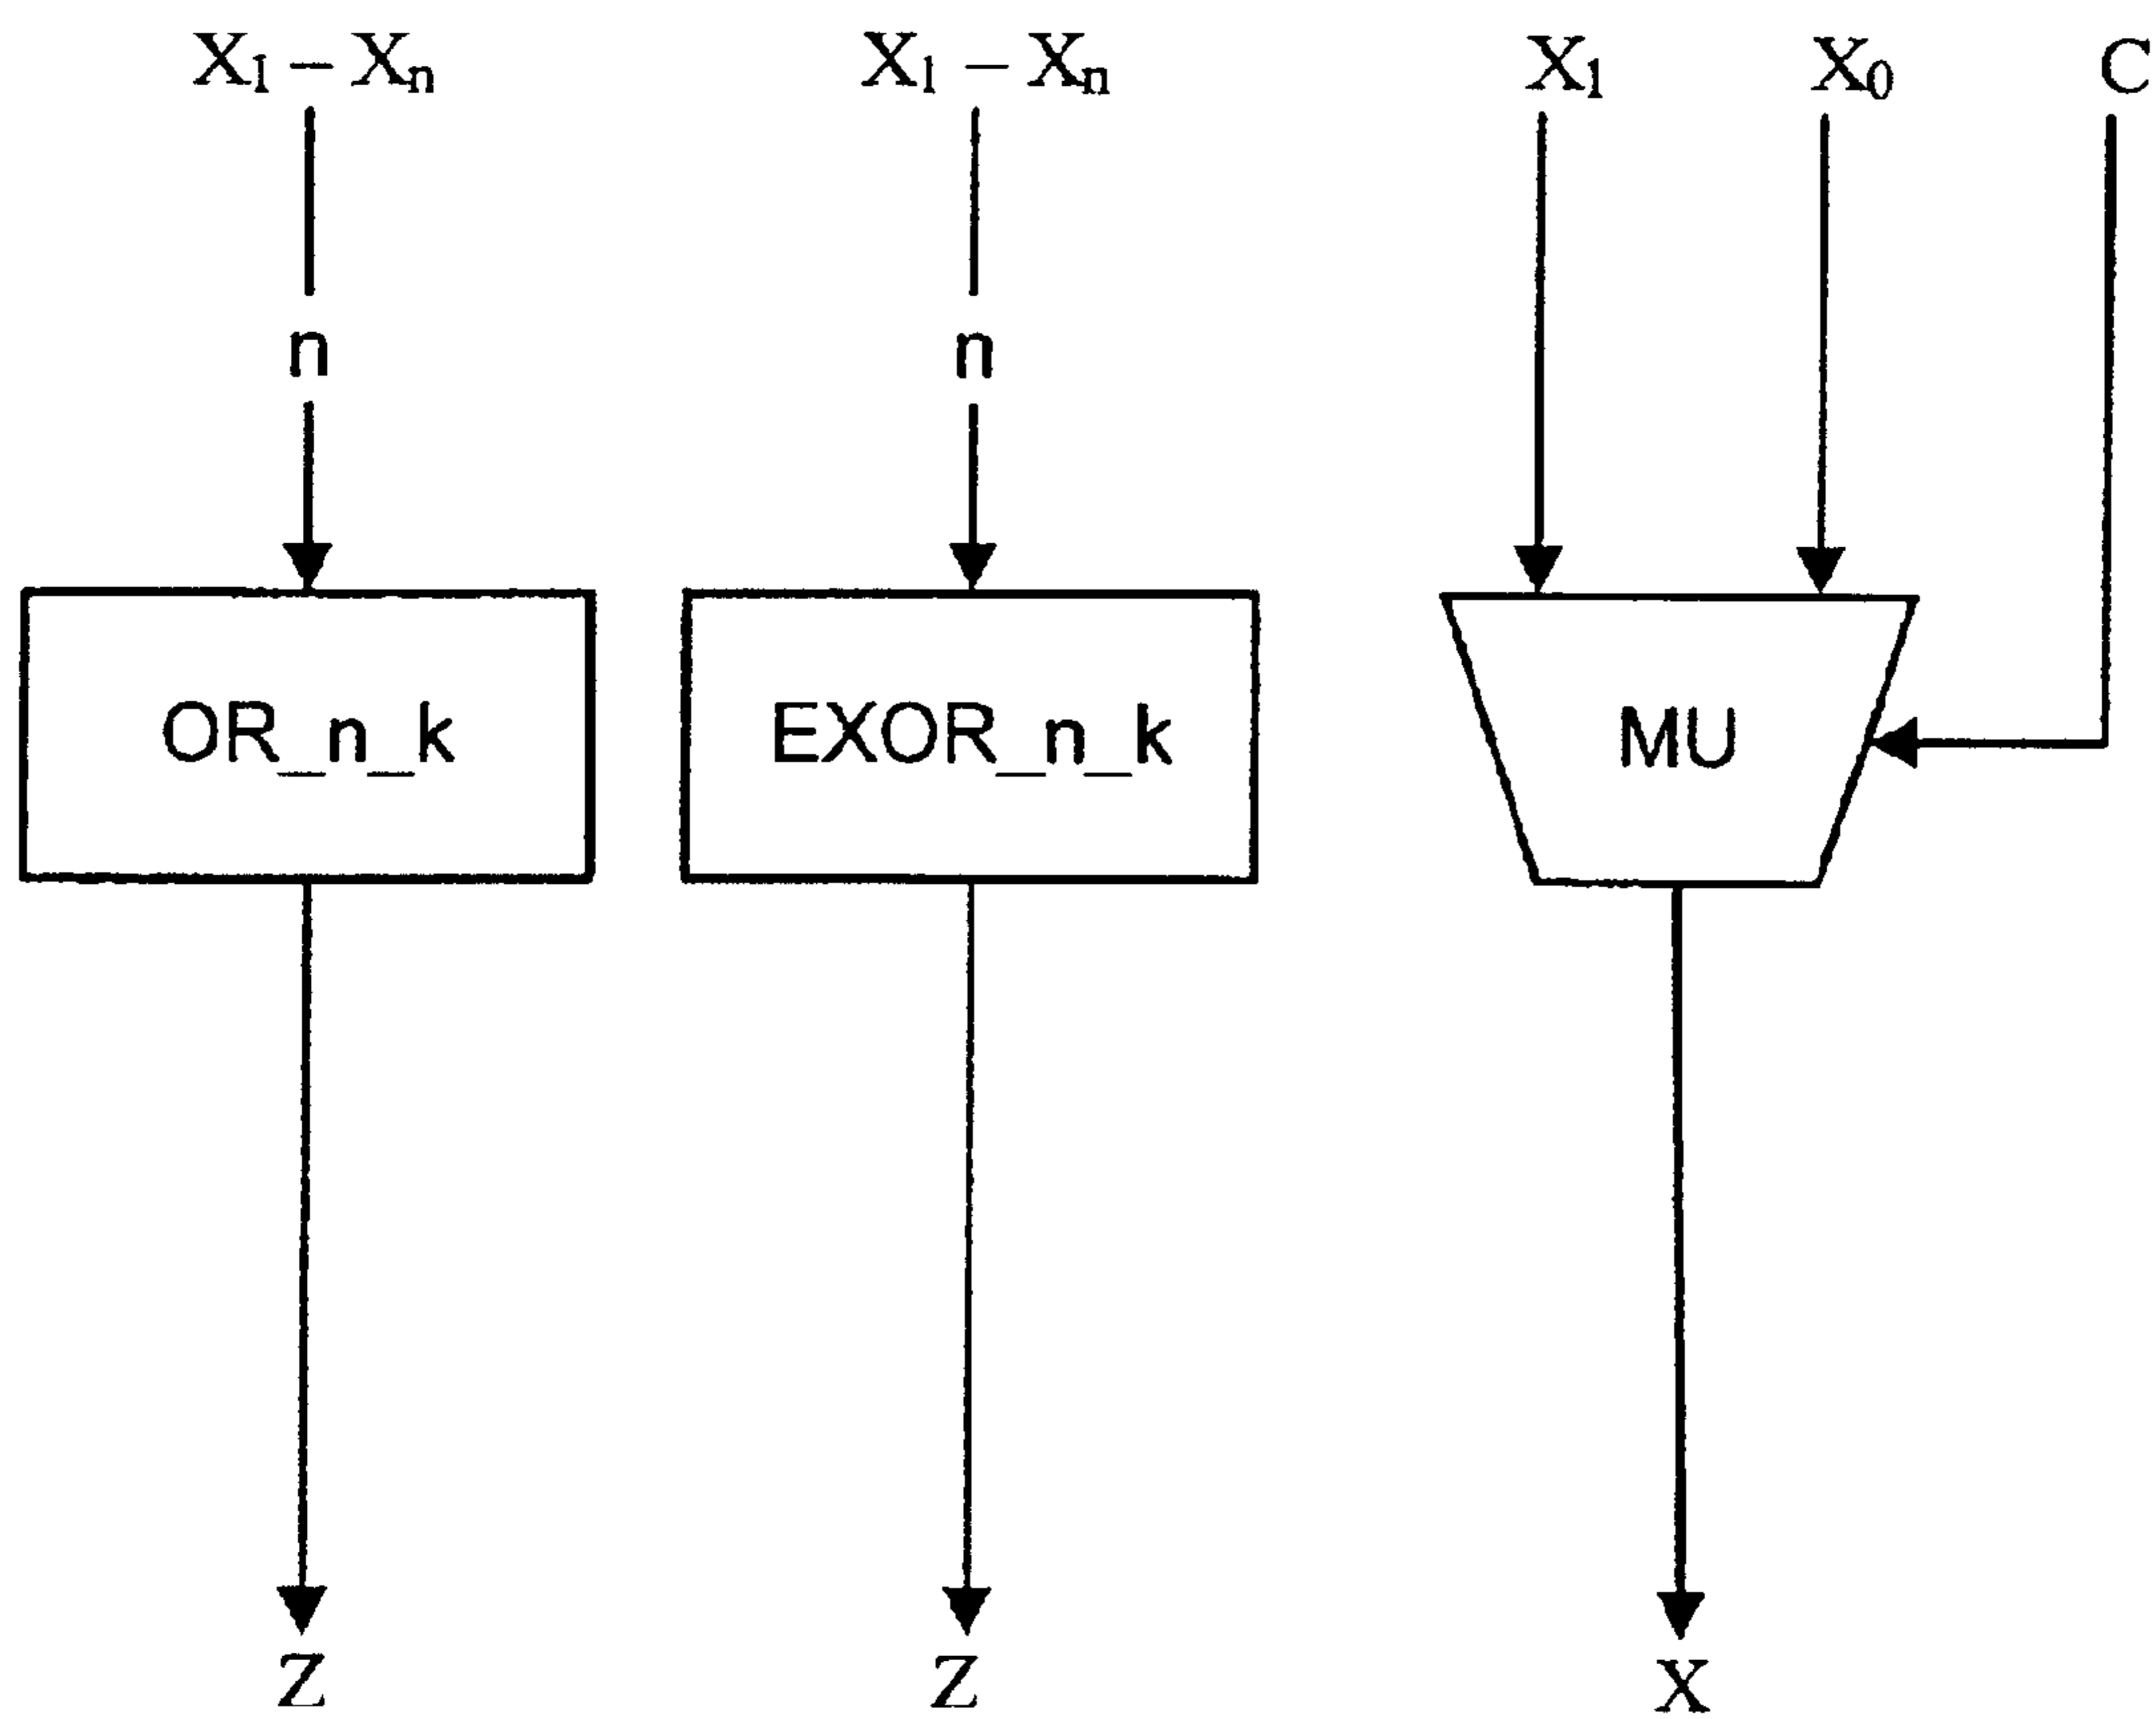 X₁ – Xₙ X₁ – Xₙ X₁ X₀ C
n n
OR_n_k EXOR_n_k MU
Z Z X